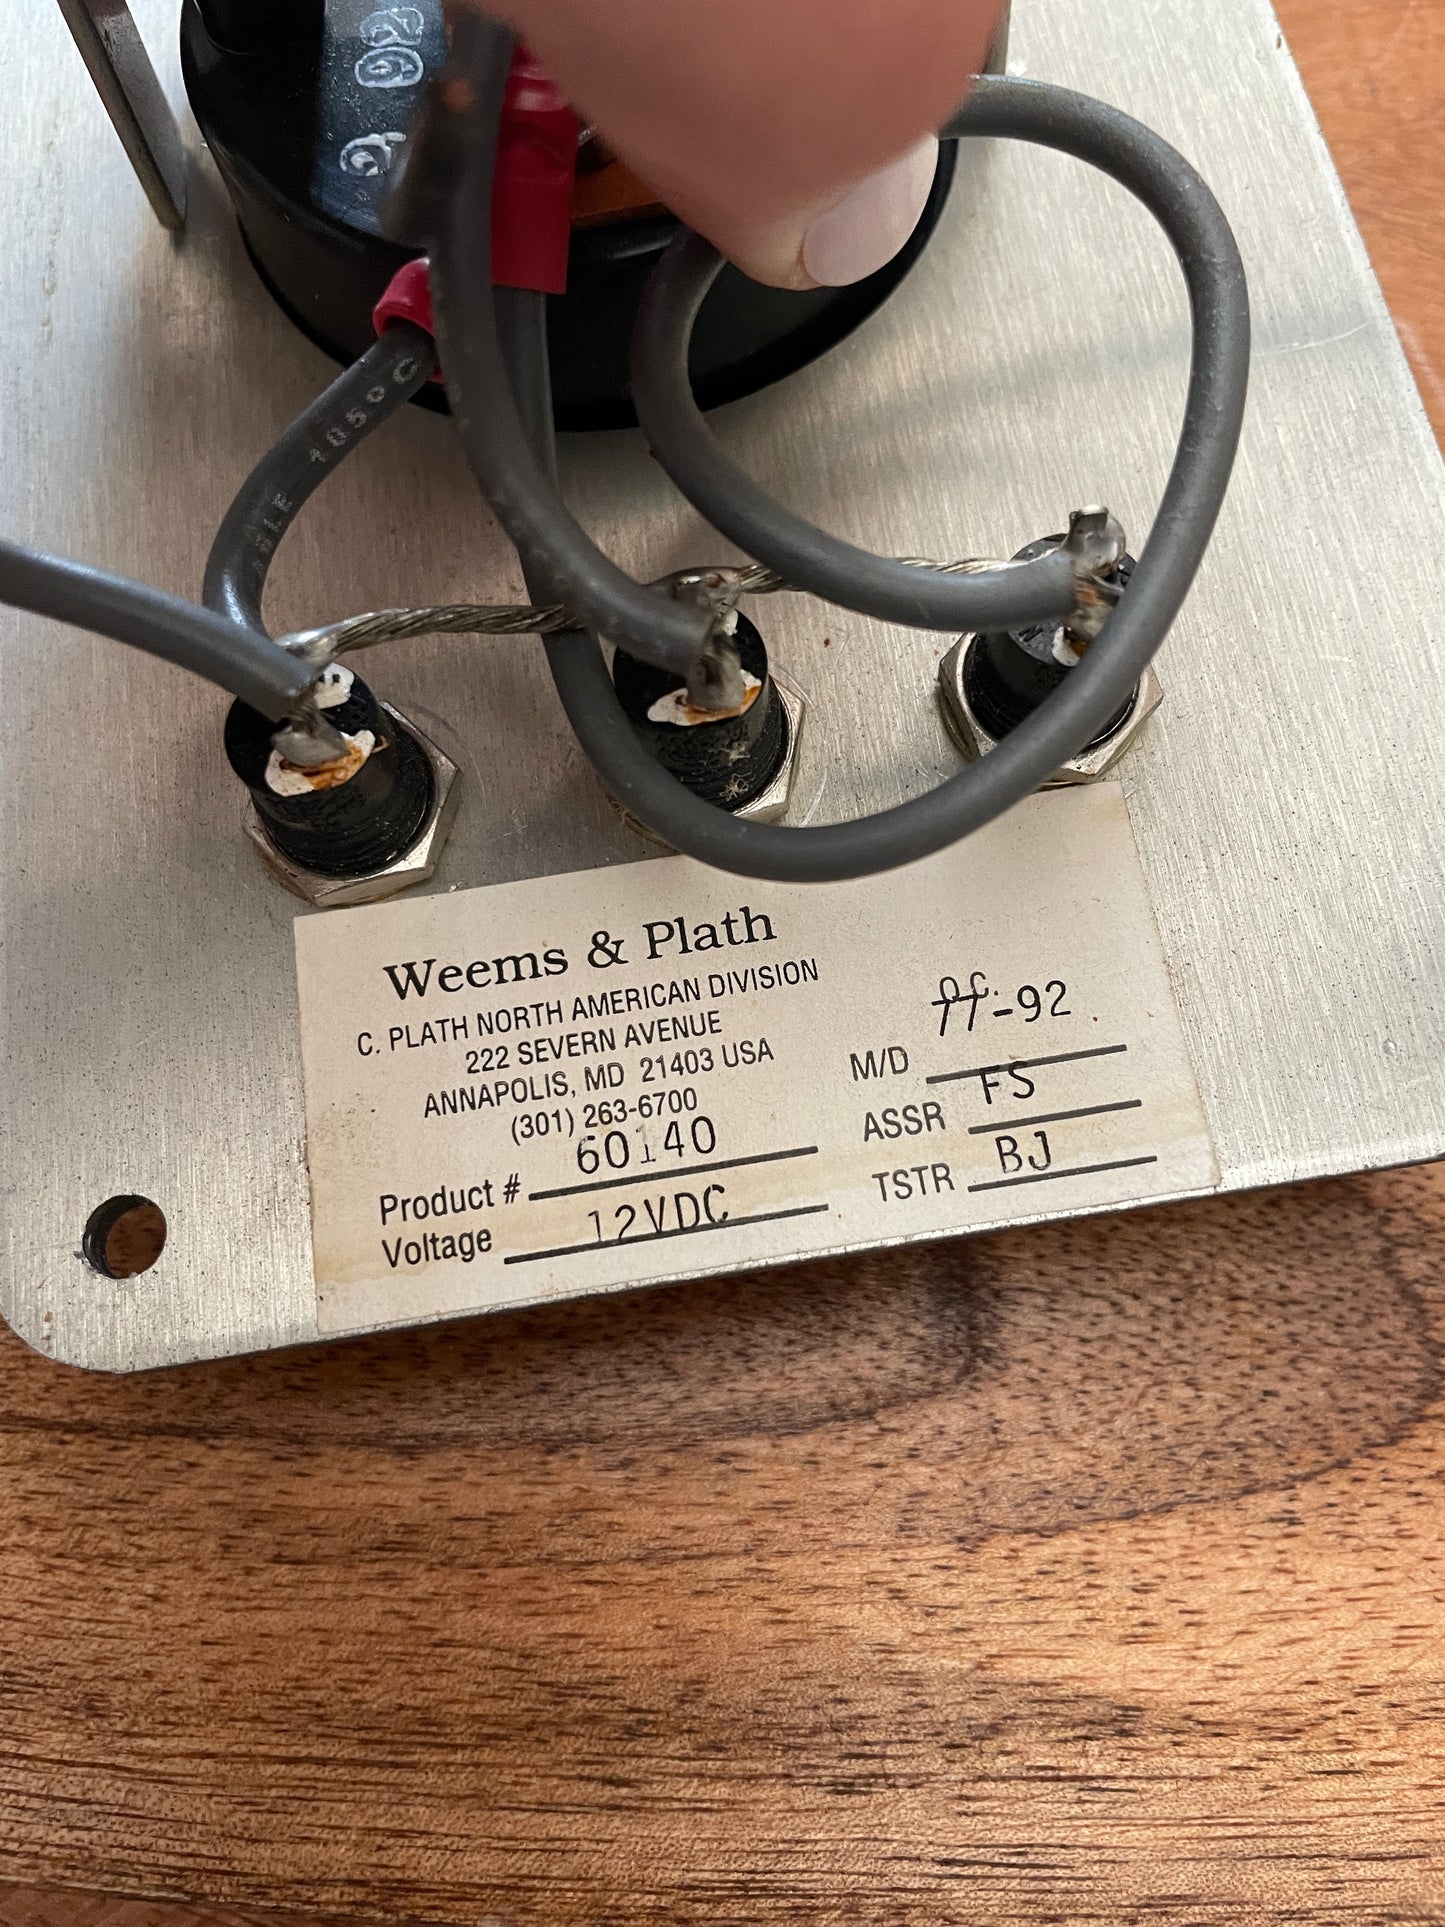 105° C
Weems & Plath
C. PLATH NORTH AMERICAN DIVISION
222 SEVERN AVENUE
ANNAPOLIS, MD 21403 USA
(301) 263-6700
Product # 60140
Voltage 12VDC
-92
M/D
ASSR FS
TSTR BJ